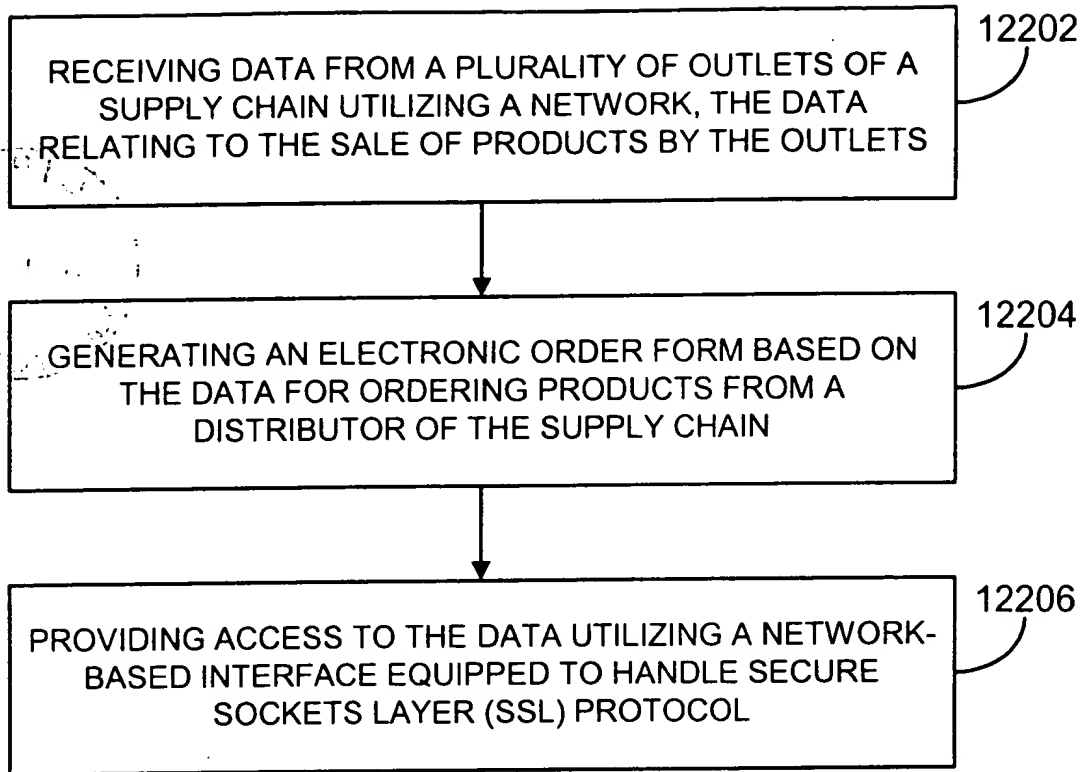 12202
RECEIVING DATA FROM A PLURALITY OF OUTLETS OF A
SUPPLY CHAIN UTILIZING A NETWORK, THE DATA
RELATING TO THE SALE OF PRODUCTS BY THE OUTLETS
12204
GENERATING AN ELECTRONIC ORDER FORM BASED ON
THE DATA FOR ORDERING PRODUCTS FROM A
DISTRIBUTOR OF THE SUPPLY CHAIN
12206
PROVIDING ACCESS TO THE DATA UTILIZING A NETWORK-
BASED INTERFACE EQUIPPED TO HANDLE SECURE
SOCKETS LAYER (SSL) PROTOCOL